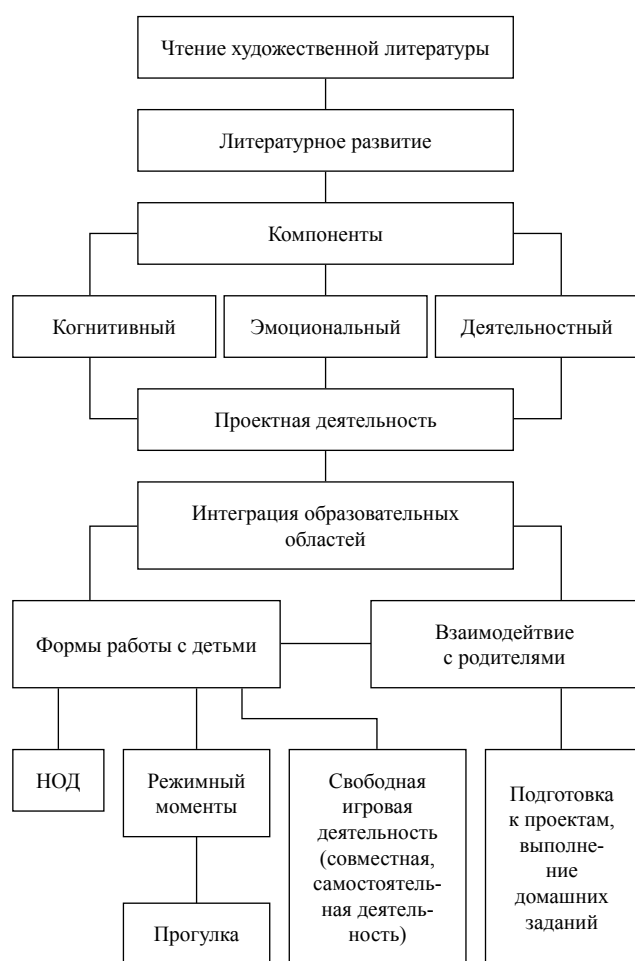 Чтение художественной литературы
Литературное развитие
Компоненты
Когнитивный
Эмоциональный
Деятельностный
Проектная деятельность
Интеграция образовательных
областей
Формы работы с детьми
Взаимодейтвие
с родителями
НОД
Режимный
моменты
Свободная
игровая
деятельность
(совместная,
самостоятель-
ная деятель-
ность)
Подготовка
к проектам,
выполне-
ние
домашних
заданий
Прогулка